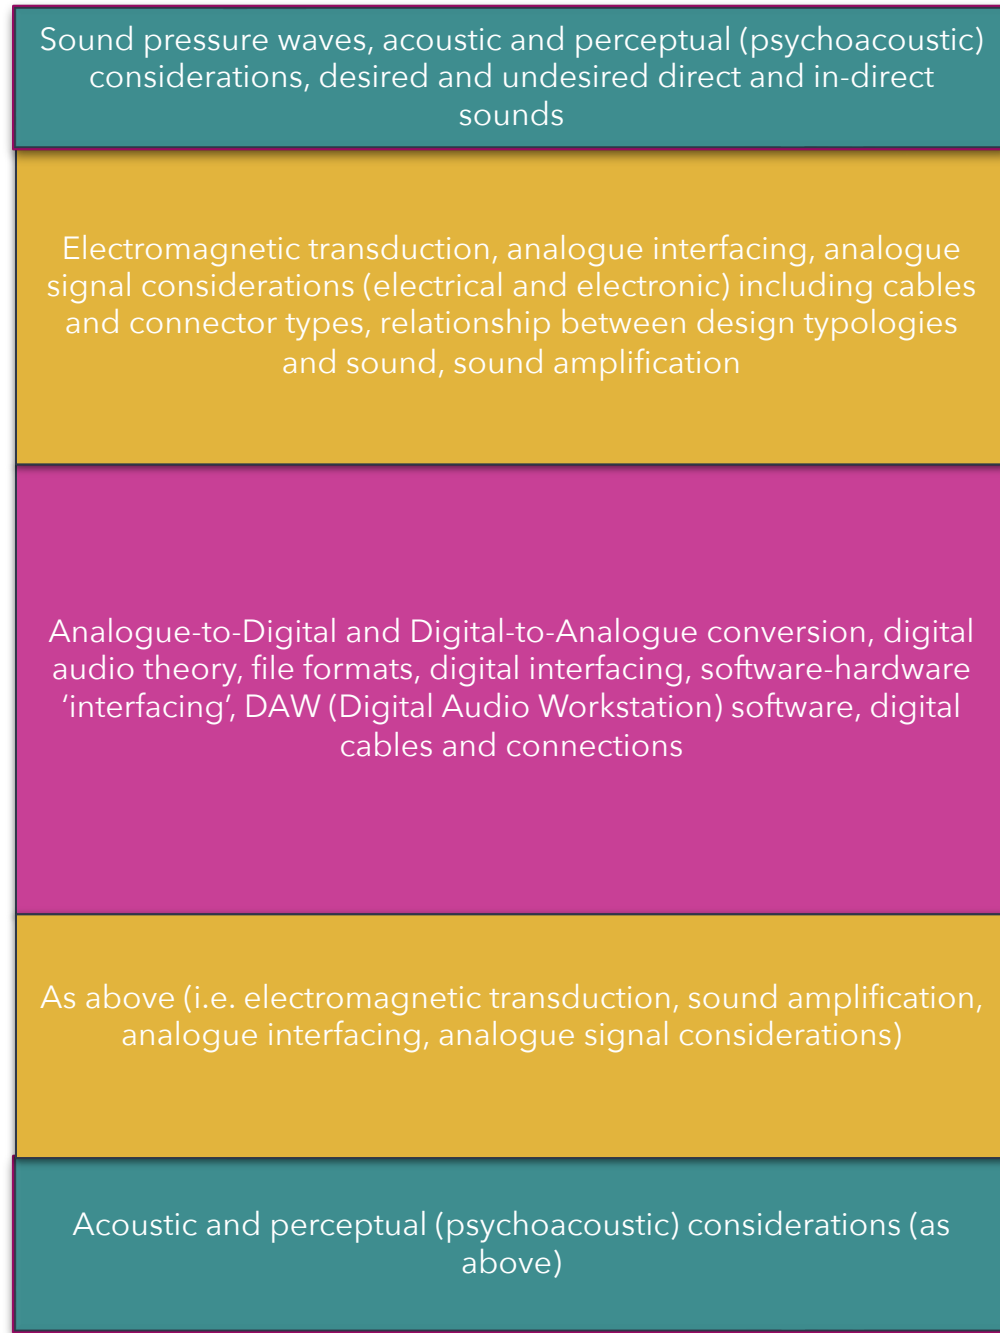 Sound pressure waves, acoustic and perceptual (psychoacoustic)
considerations, desired and undesired direct and in-direct
sounds
Electromagnetic transduction, analogue interfacing, analogue
signal considerations (electrical and electronic) including cables
and connector types, relationship between design typologies
and sound, sound amplification
Analogue-to-Digital and Digital-to-Analogue conversion, digital
audio theory, file formats, digital interfacing, software-hardware
‘interfacing’, DAW (Digital Audio Workstation) software, digital
cables and connections
As above (i.e. electromagnetic transduction, sound amplification,
analogue interfacing, analogue signal considerations)
Acoustic and perceptual (psychoacoustic) considerations (as
above)